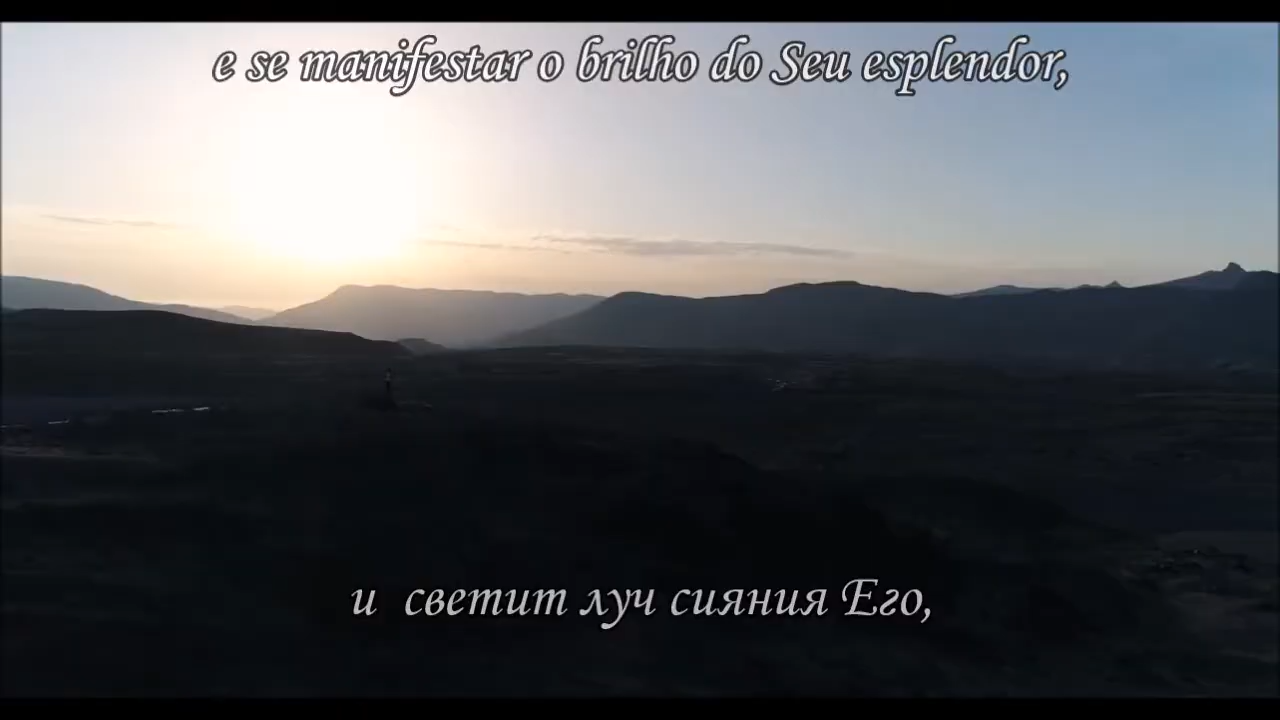 e se manifestar o brilho do Seu esplendor,
и светит луч сияния Его,